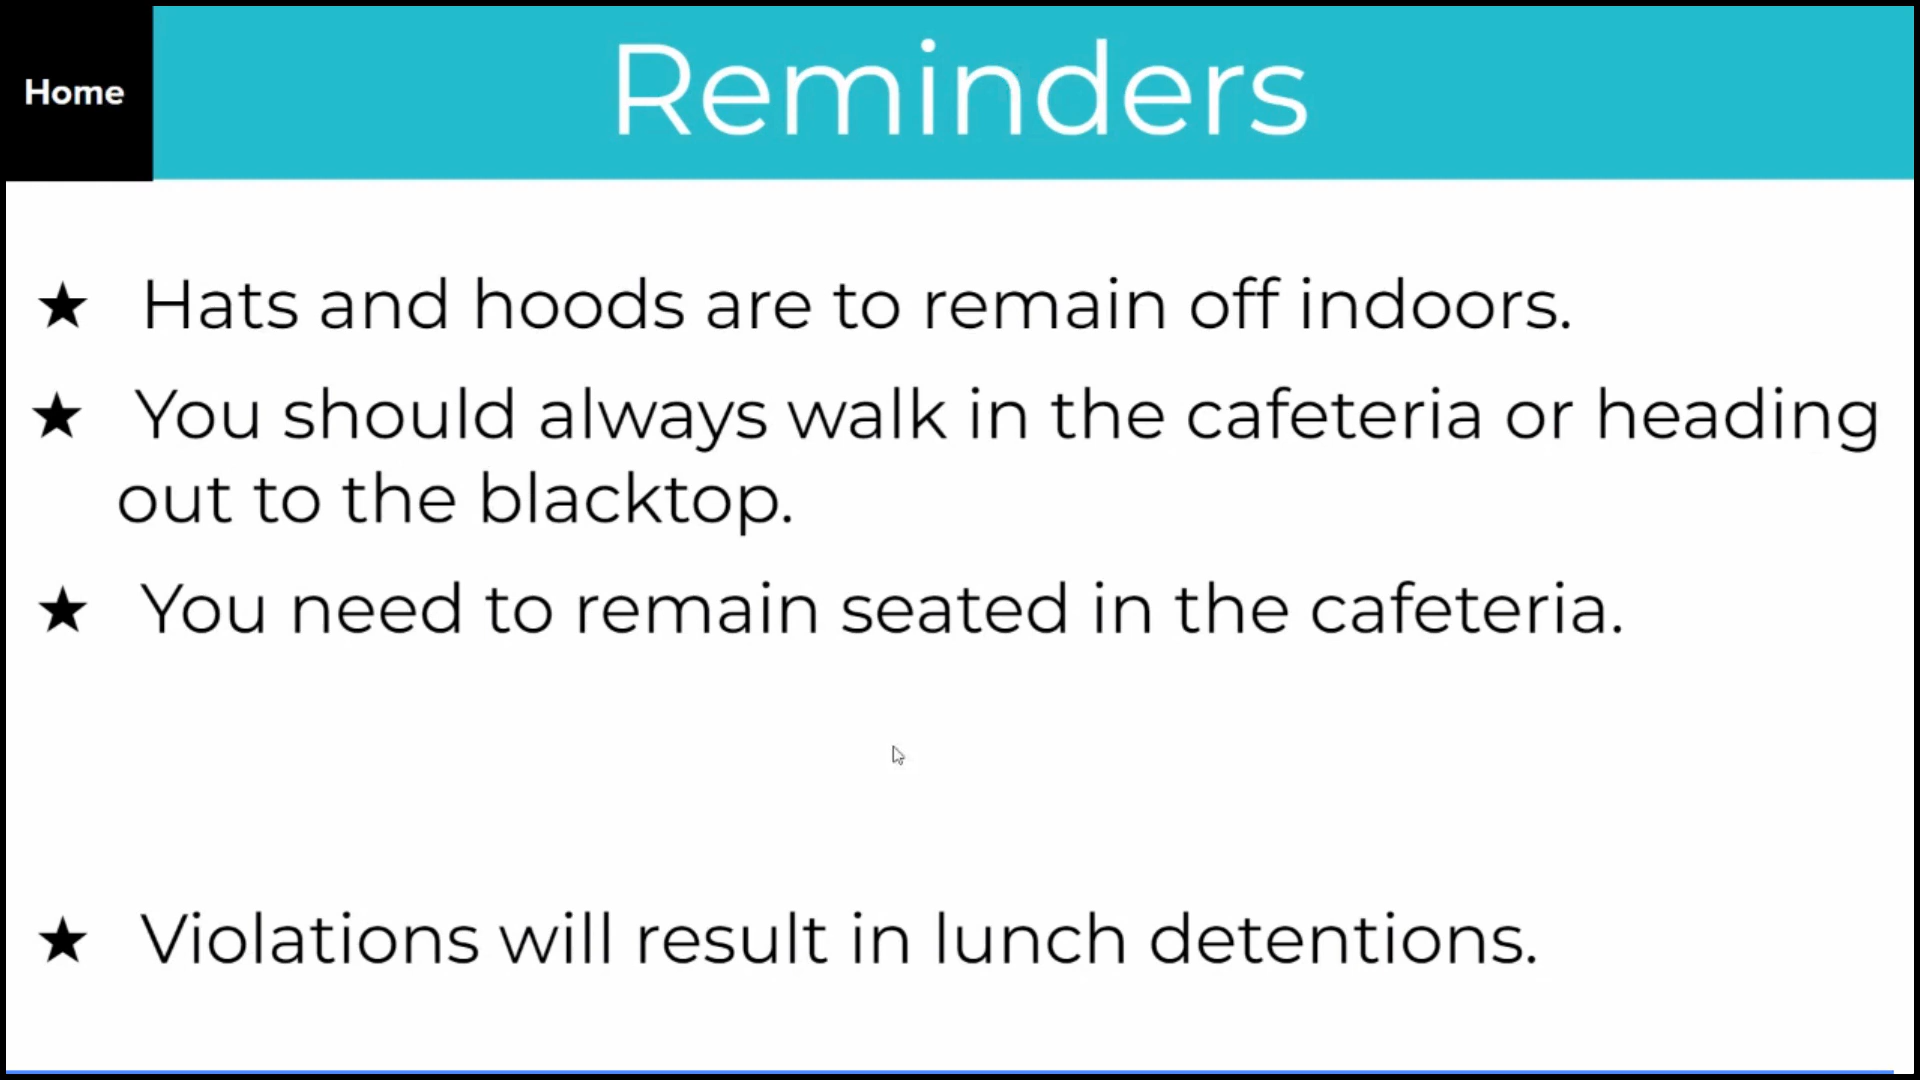 Home
Reminders
★ Hats and hoods are to remain off indoors.
★ You should always walk in the cafeteria or heading
out to the blacktop.
★ You need to remain seated in the cafeteria.
★ Violations will result in lunch detentions.